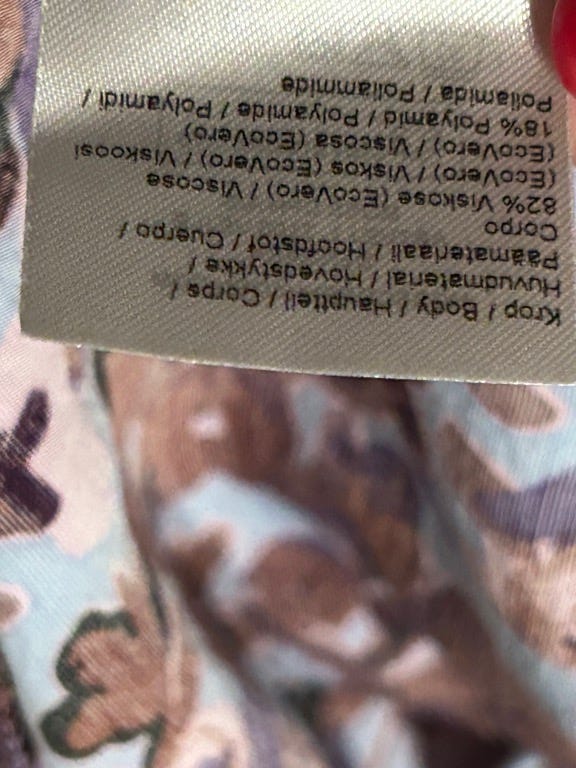 Krop / Body / Hauptteil / Corps /
Huvudmaterial / Hovedstykke /
Päämateriaali / Hoofdstof / Cuerpo /
Corpo
82% Viskose (EcoVero) / Viscose
(EcoVero) / Viskos (EcoVero) / Viskoosi
(EcoVero) / Viscosa (EcoVero)
18% Polyamid / Polyamide / Polyamidi /
Poliamida / Poliammide